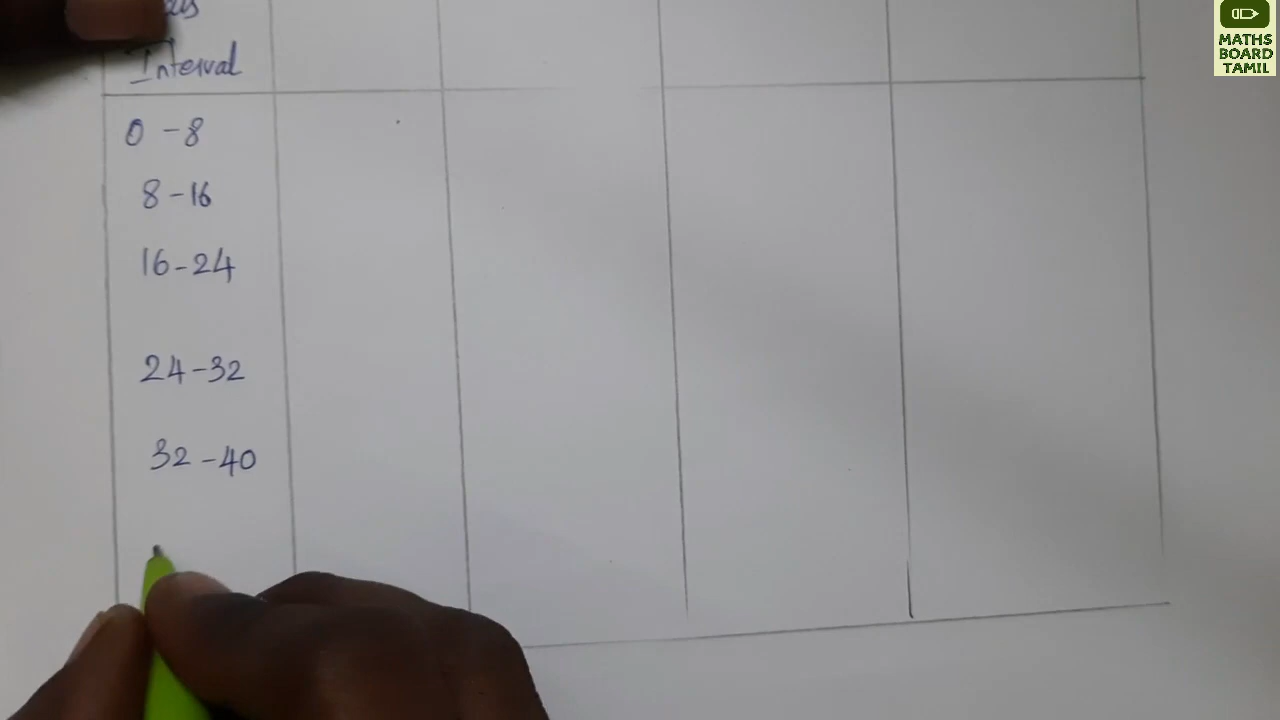 Interval
0 - 8
8 - 16
16 - 24
24 - 32
32 - 40
MATHS
BOARD
TAMIL